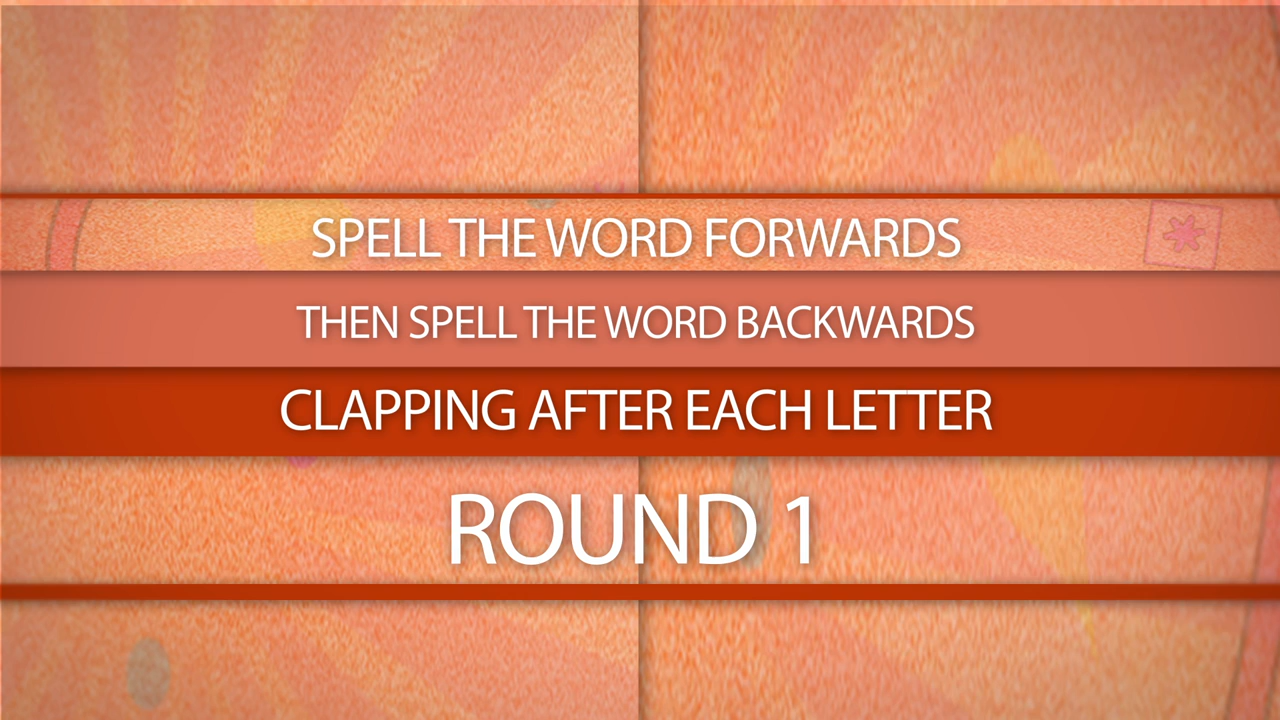 SPELL THE WORD FORWARDS
THEN SPELL THE WORD BACKWARDS
CLAPPING AFTER EACH LETTER
ROUND 1